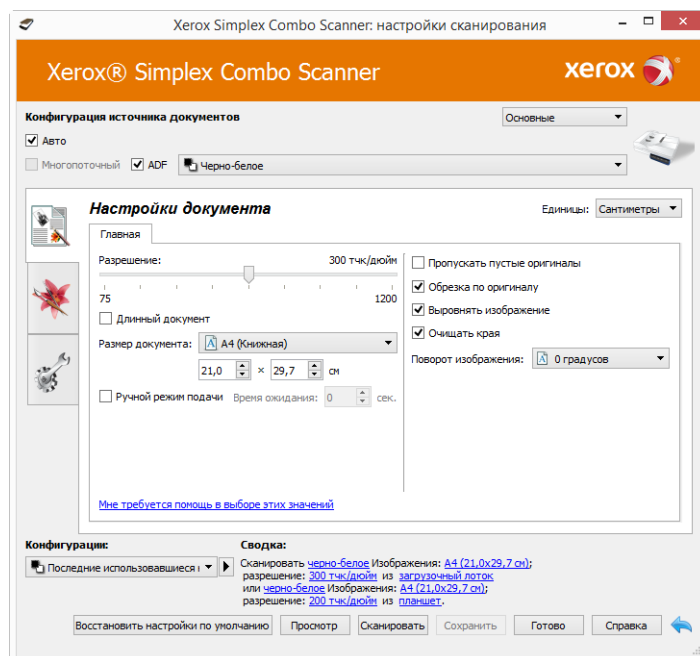 Xerox Simplex Combo Scanner: настройки сканирования
Xerox® Simplex Combo Scanner
xerox
Конфигурация источника документов
Основные
Авто
Многопоточный ADF Черно-белое
Настройки документа
Единицы: Сантиметры
Главная
Разрешение: 300 тчк/дюйм
75 1200
Длинный документ
Размер документа: A4 (Книжная)
21,0 × 29,7 см
Ручной режим подачи Время ожидания: 0 сек.
Мне требуется помощь в выборе этих значений
Пропускать пустые оригиналы
Обрезка по оригиналу
Выровнять изображение
Очищать края
Поворот изображения: 0 градусов
Конфигурации:
Последние использовавшиеся
Сводка:
Сканировать черно-белое Изображения: A4 (21,0x29,7 см);
разрешение: 300 тчк/дюйм из загрузочный лоток
или черно-белое Изображения: A4 (21,0x29,7 см);
разрешение: 200 тчк/дюйм из планшет.
Восстановить настройки по умолчанию Просмотр Сканировать Сохранить Готово Справка